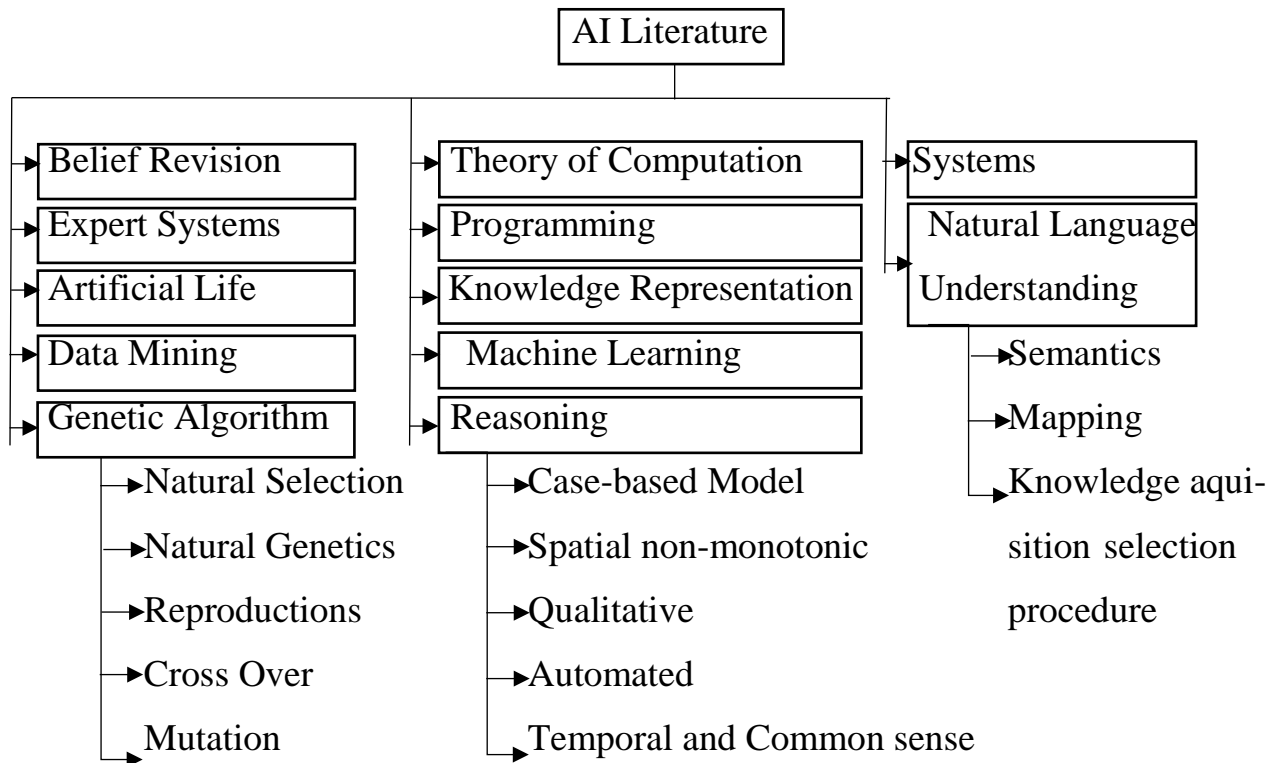 AI Literature
Belief Revision
Expert Systems
Artificial Life
Data Mining
Genetic Algorithm
Natural Selection
Natural Genetics
Reproductions
Cross Over
Mutation
Theory of Computation
Programming
Knowledge Representation
Machine Learning
Reasoning
Case-based Model
Spatial non-monotonic
Qualitative
Automated
Temporal and Common sense
Systems
Natural Language
Understanding
Semantics
Mapping
Knowledge aqui-
sition selection
procedure